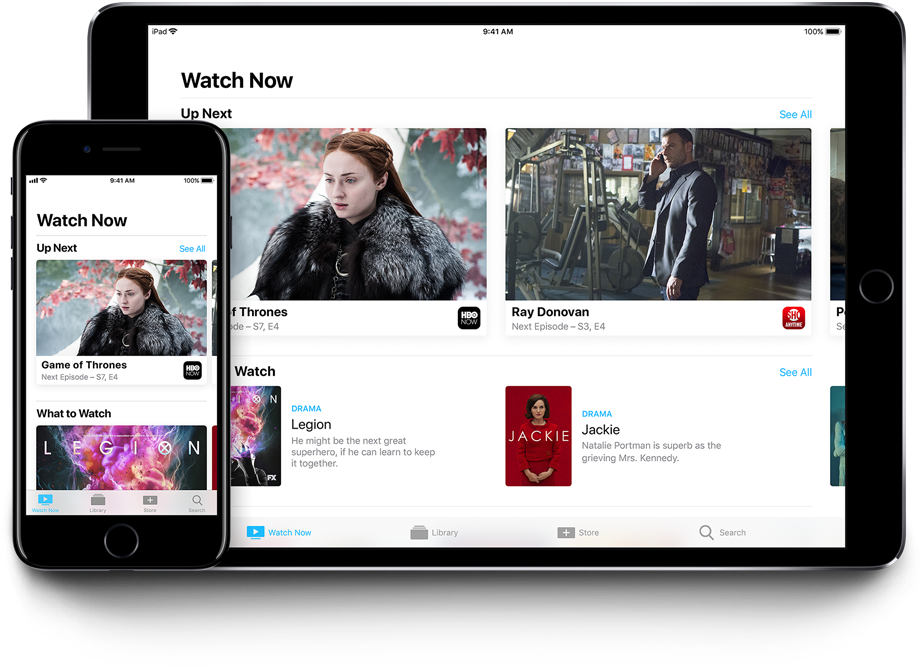 iPad
9:41 AM
100%
Watch Now
Up Next
See All
of Thrones
ode – S7, E4
HBO
NOW
Ray Donovan
Next Episode – S3, E4
SHO
ANYTIME
Watch
See All
FX
DRAMA
Legion
He might be the next great
superhero, if he can learn to keep
it together.
JACKIE
DRAMA
Jackie
Natalie Portman is superb as the
grieving Mrs. Kennedy.
Watch Now
Library
Store
Search
9:41 AM
100%
Watch Now
Up Next
See All
Game of Thrones
Next Episode – S7, E4
HBO
NOW
What to Watch
LEGION
Watch Now
Library
Store
Search